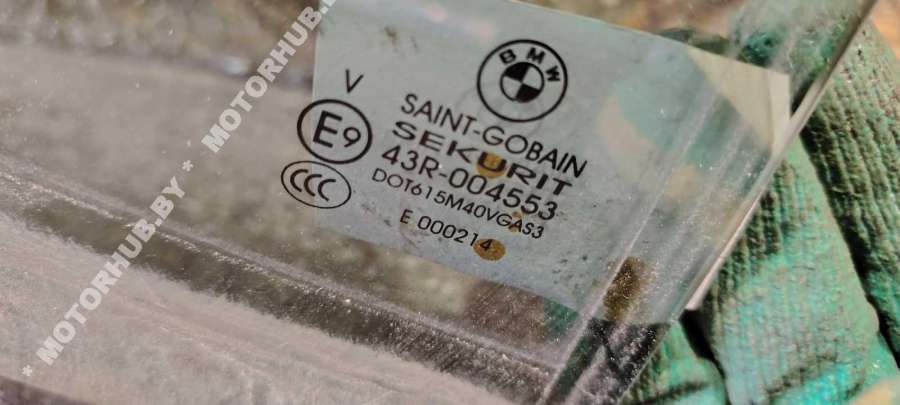 BMW
V
SAINT-GOBAIN
SEKURIT
E9
43R-004553
CCC
DOT615M40VGAS3
E 000214
* MOTORHUB.BY * MOTORHUB.BY